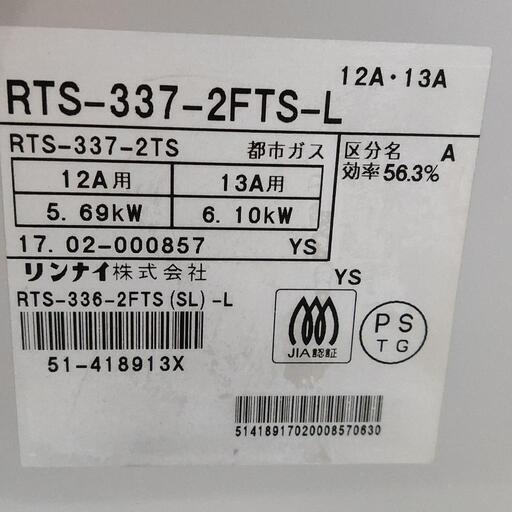 12A・13A
RTS-337-2FTS-L
RTS-337-2TS 都市ガス
区分名 A
効率56.3%
12A用 13A用
5.69kW 6.10kW
17.02-000857 YS
リンナイ株式会社
RTS-336-2FTS(SL)-L
YS
JIA認証
PS
TG
51-418913X
51418917020008570630